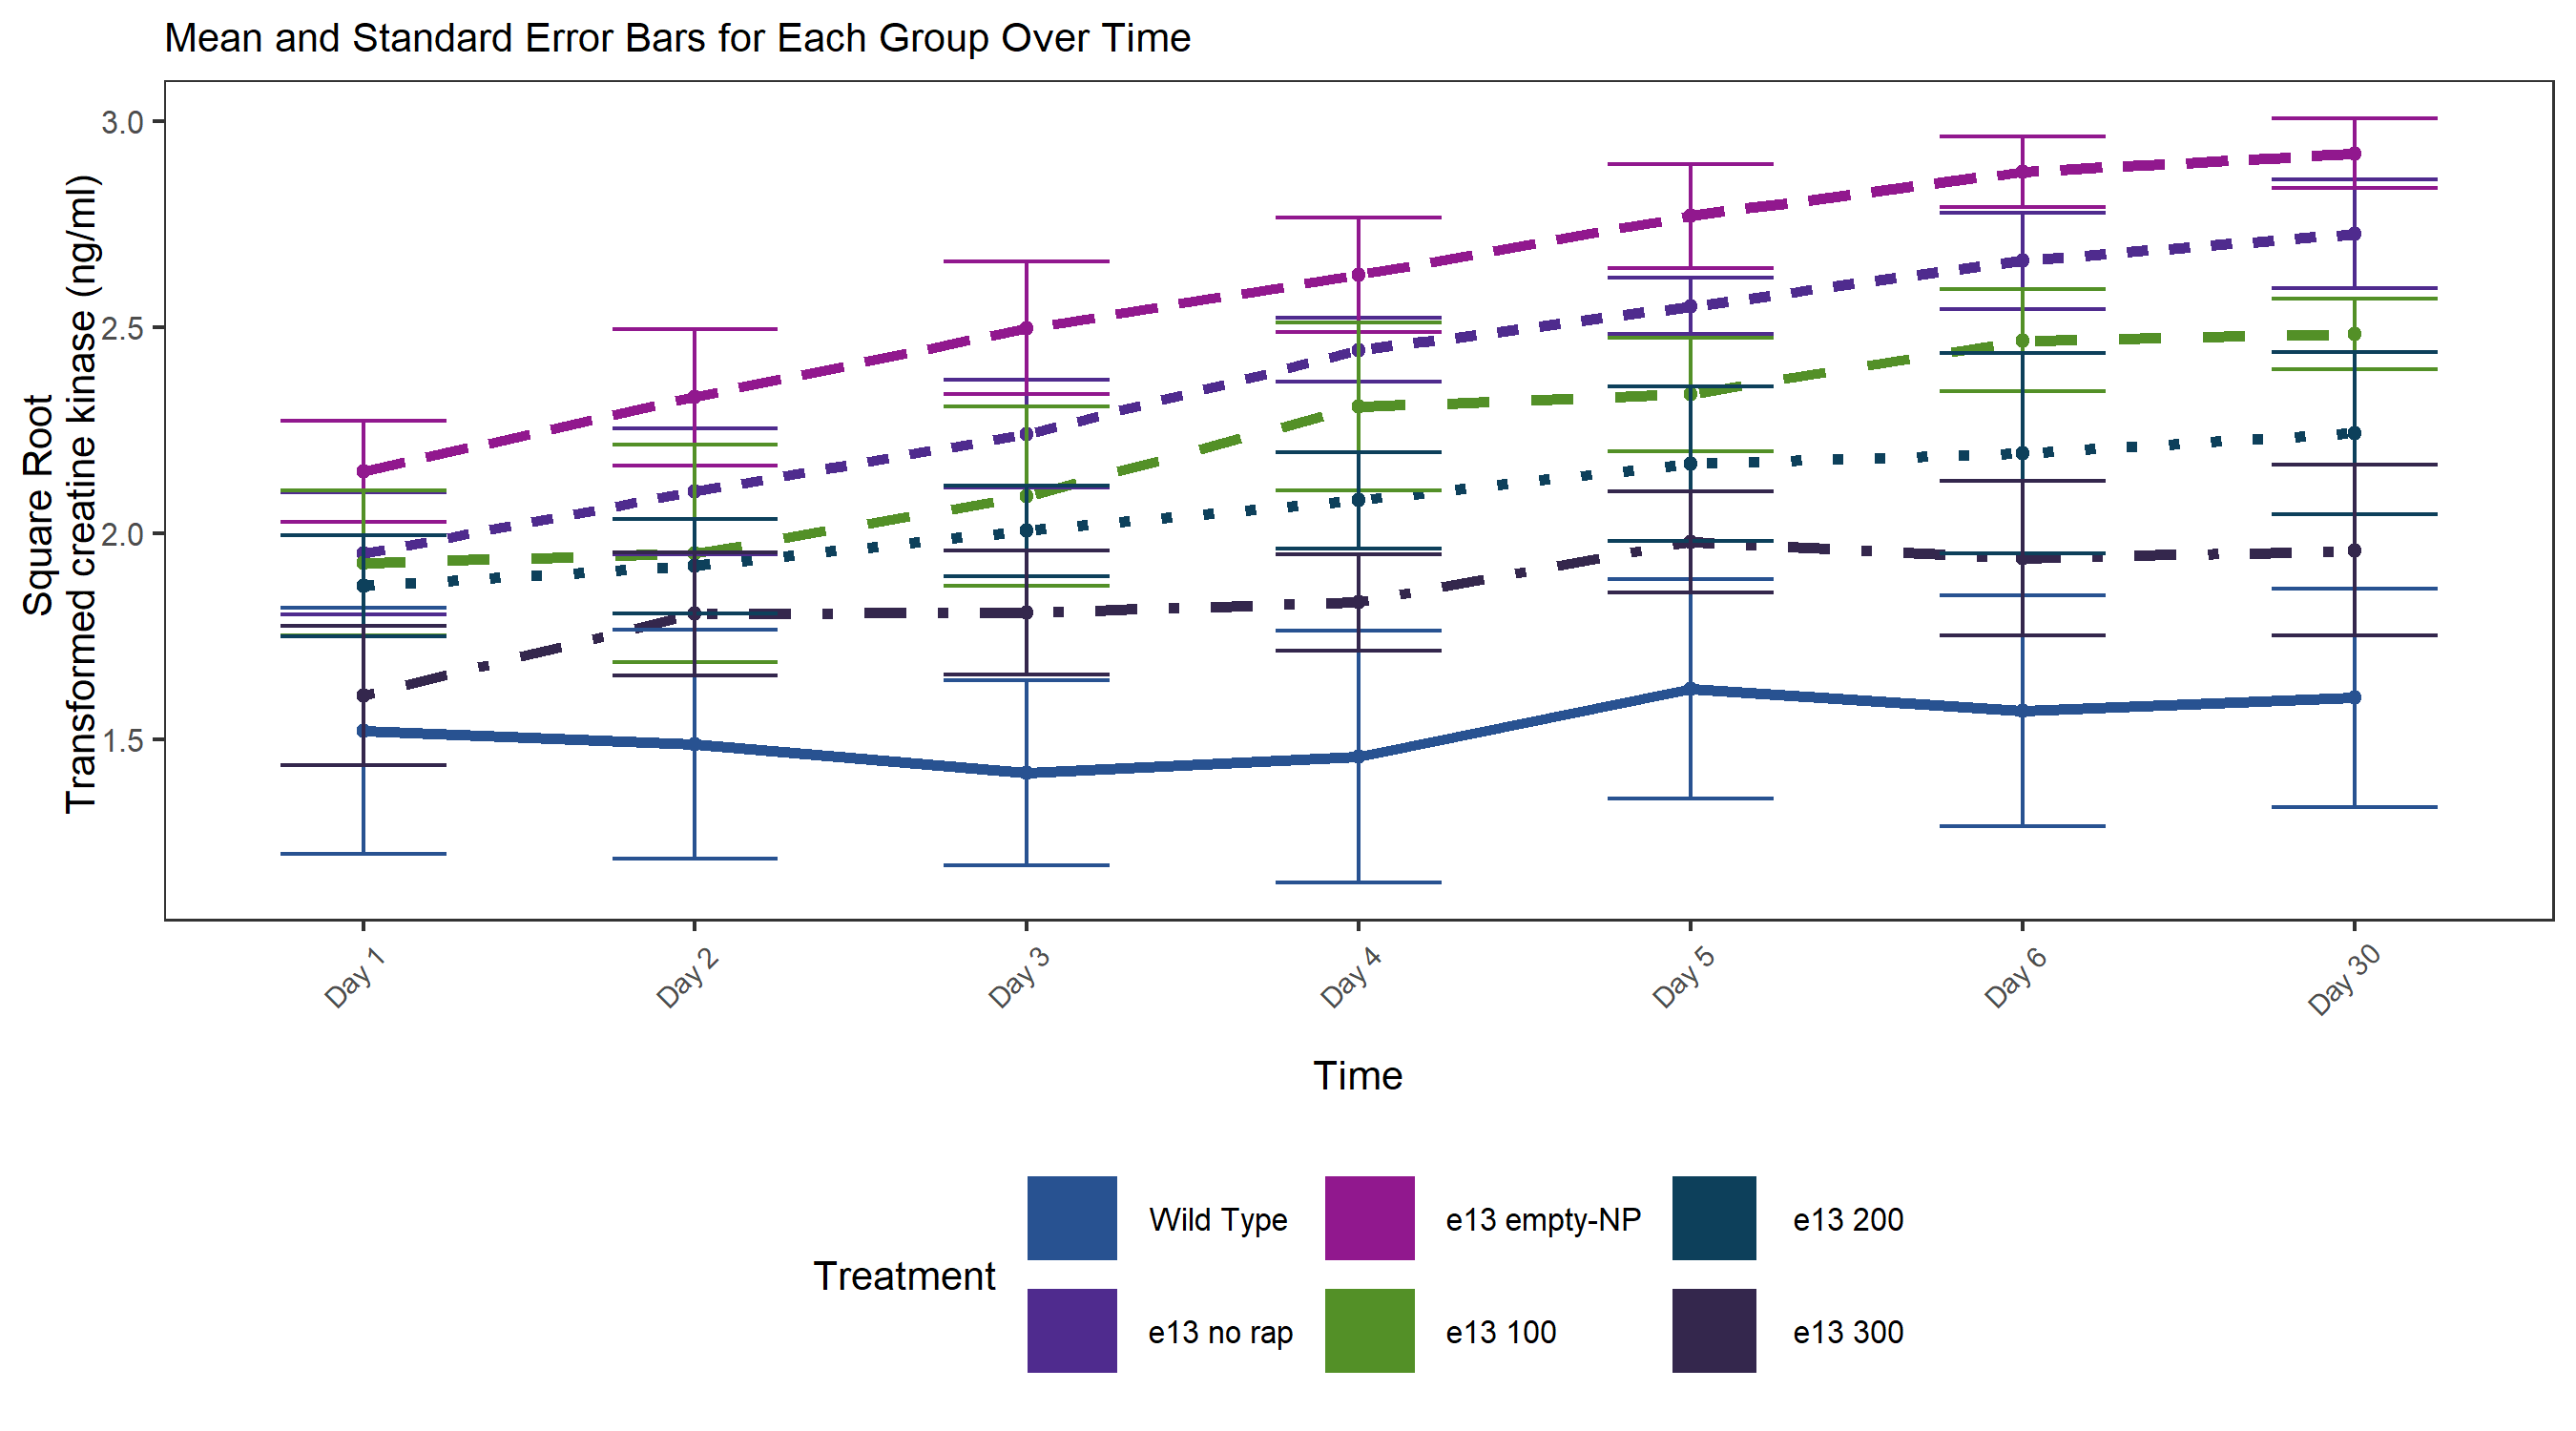 Mean and Standard Error Bars for Each Group Over Time
Square Root
Transformed creatine kinase (ng/ml)
3.0
2.5
2.0
1.5
Day 1
Day 2
Day 3
Day 4
Day 5
Day 6
Day 30
Time
Treatment
Wild Type
e13 no rap
e13 empty-NP
e13 100
e13 200
e13 300